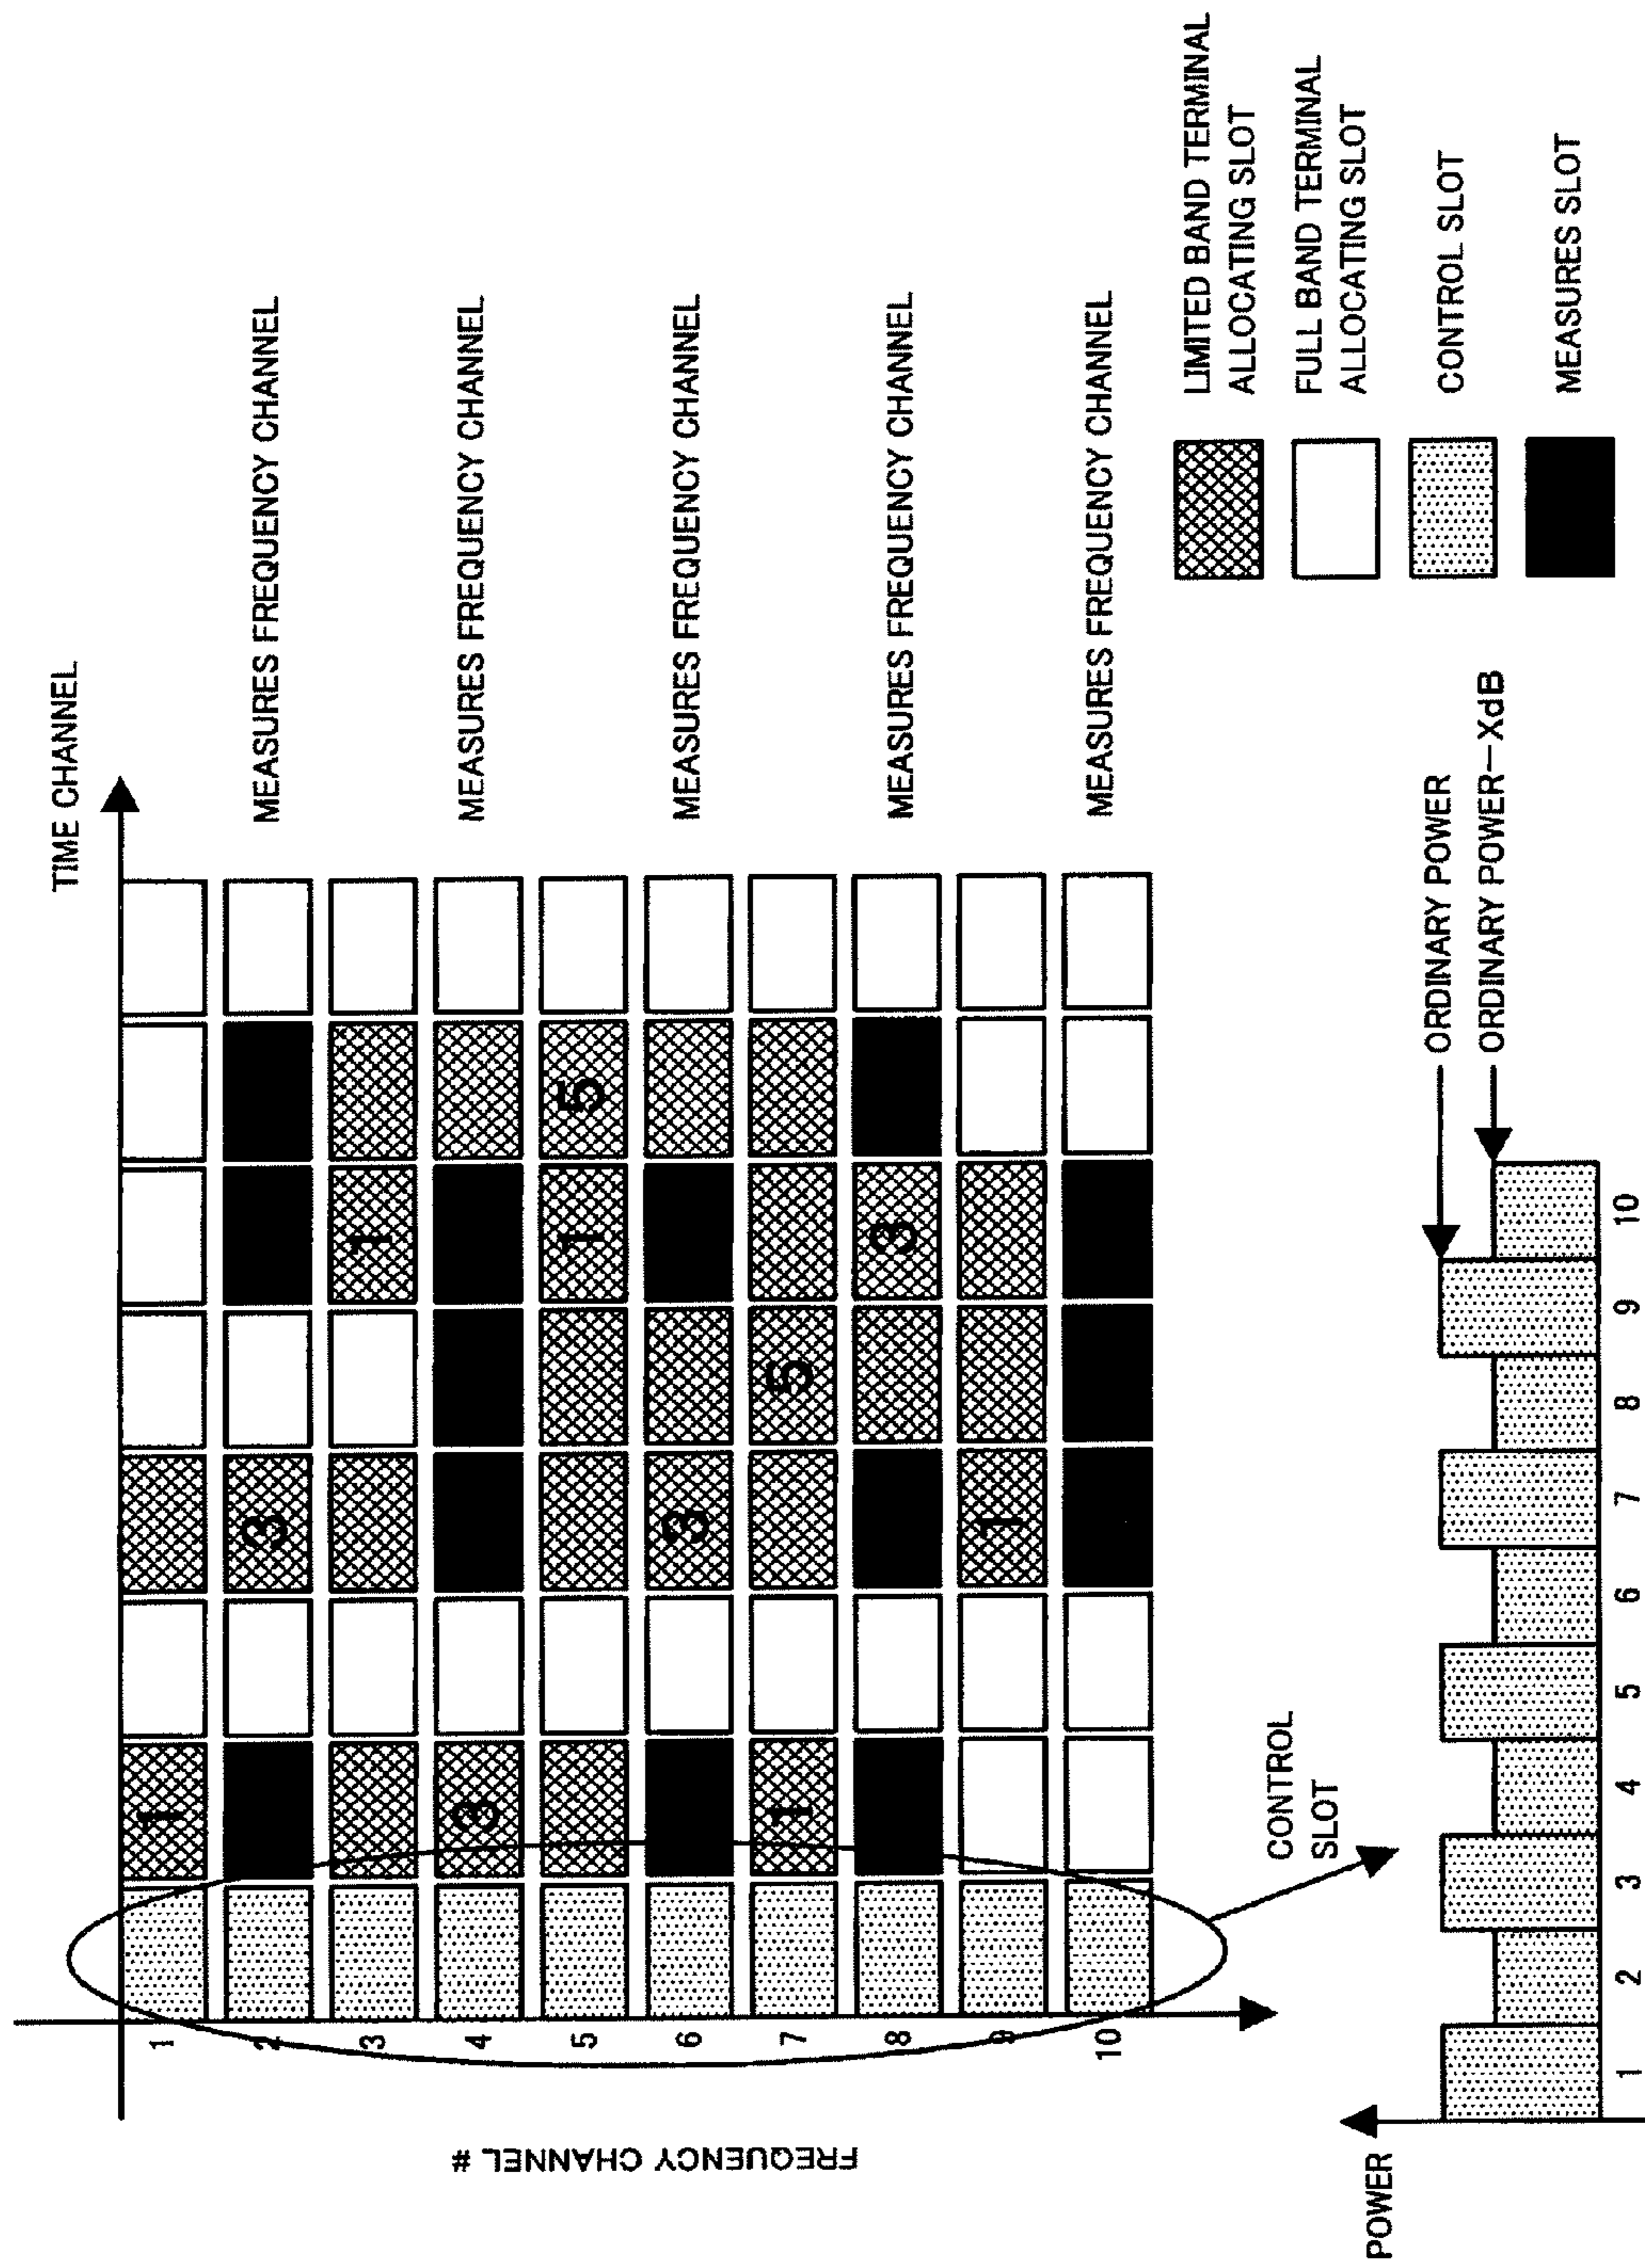 TIME CHANNEL
FREQUENCY CHANNEL #
1 1
2 3 MEASURES FREQUENCY CHANNEL
3 1
4 3 MEASURES FREQUENCY CHANNEL
5 1 5
6 3 MEASURES FREQUENCY CHANNEL
7 1 5
8 3 MEASURES FREQUENCY CHANNEL
9 1
10 MEASURES FREQUENCY CHANNEL
CONTROL
SLOT
POWER
ORDINARY POWER
ORDINARY POWER—XdB
1 2 3 4 5 6 7 8 9 10
LIMITED BAND TERMINAL
ALLOCATING SLOT
FULL BAND TERMINAL
ALLOCATING SLOT
CONTROL SLOT
MEASURES SLOT